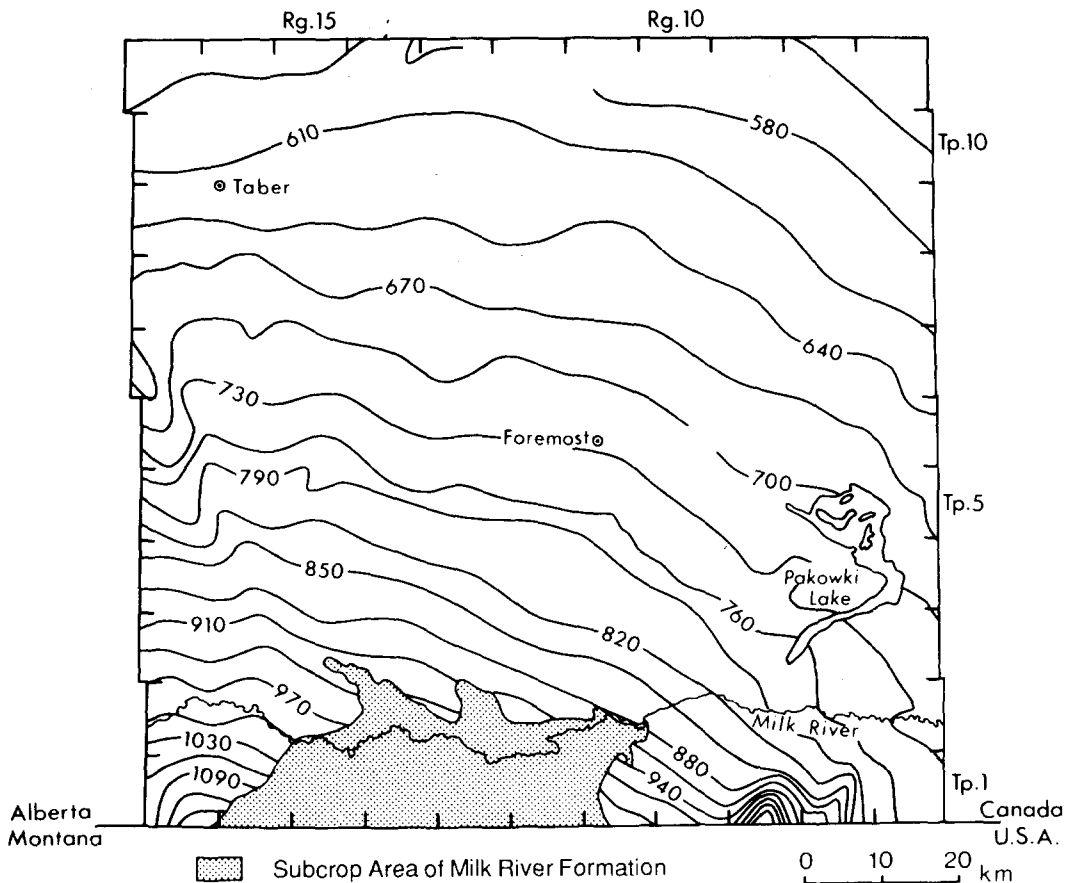 Rg.15
Rg.10
580
Tp.10
610
Taber
670
640
730
Foremost
700
790
Tp.5
Pakowki
Lake
850
760
820
910
970
Milk River
1030
880
1090
940
Tp.1
Alberta
Canada
Montana
U.S.A.
Subcrop Area of Milk River Formation
0 10 20
km